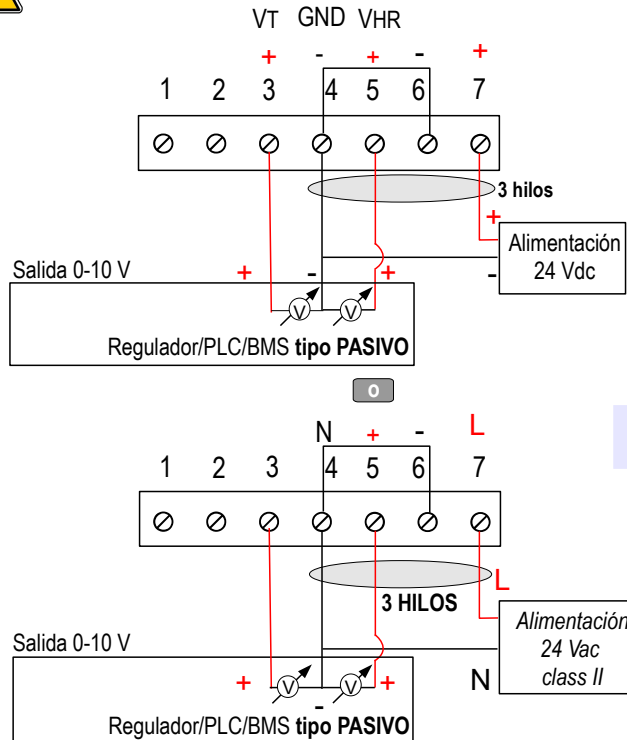 VT GND VHR
+ - + - +
1 2 3 4 5 6 7
3 hilos
+
Alimentación
24 Vdc
-
Salida 0-10 V
+ - +
V V
Regulador/PLC/BMS tipo PASIVO
o
N + - L
1 2 3 4 5 6 7
L
3 HILOS
Alimentación
24 Vac
class II
N
Salida 0-10 V
+ V V +
-
Regulador/PLC/BMS tipo PASIVO